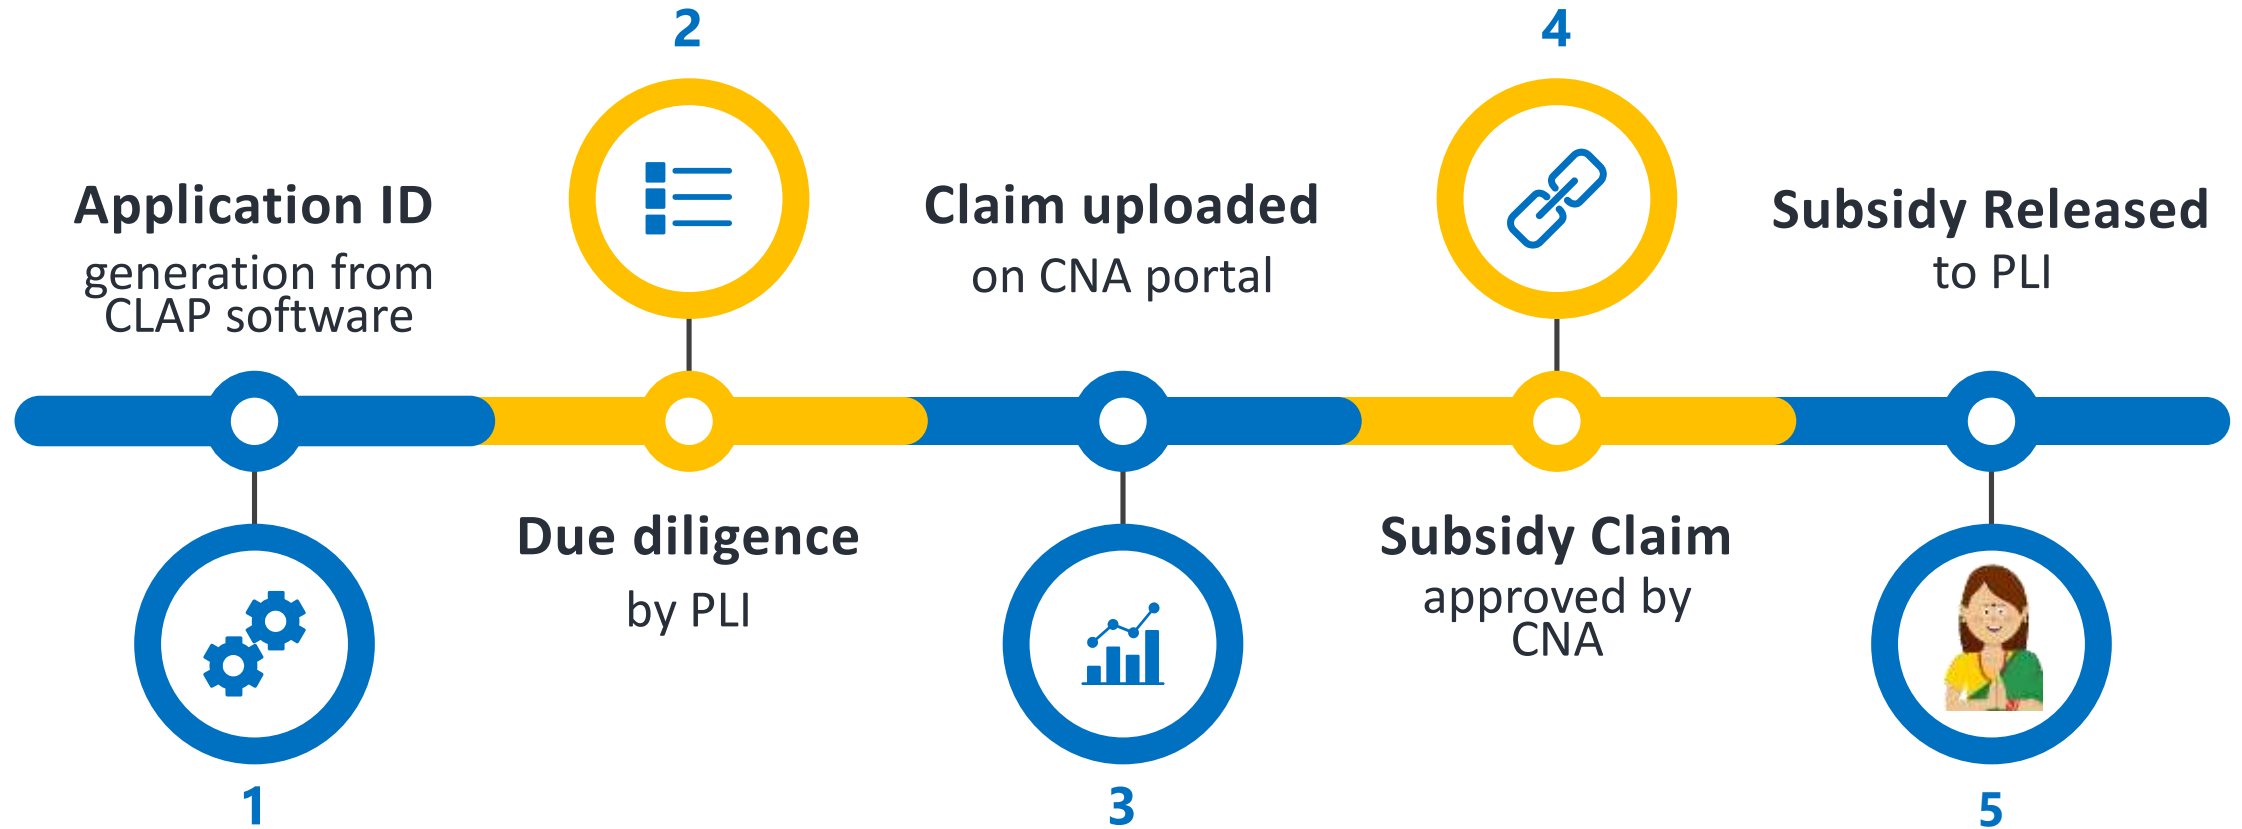 1
Application ID
generation from
CLAP software
2
Due diligence
by PLI
3
Claim uploaded
on CNA portal
4
Subsidy Claim
approved by
CNA
5
Subsidy Released
to PLI